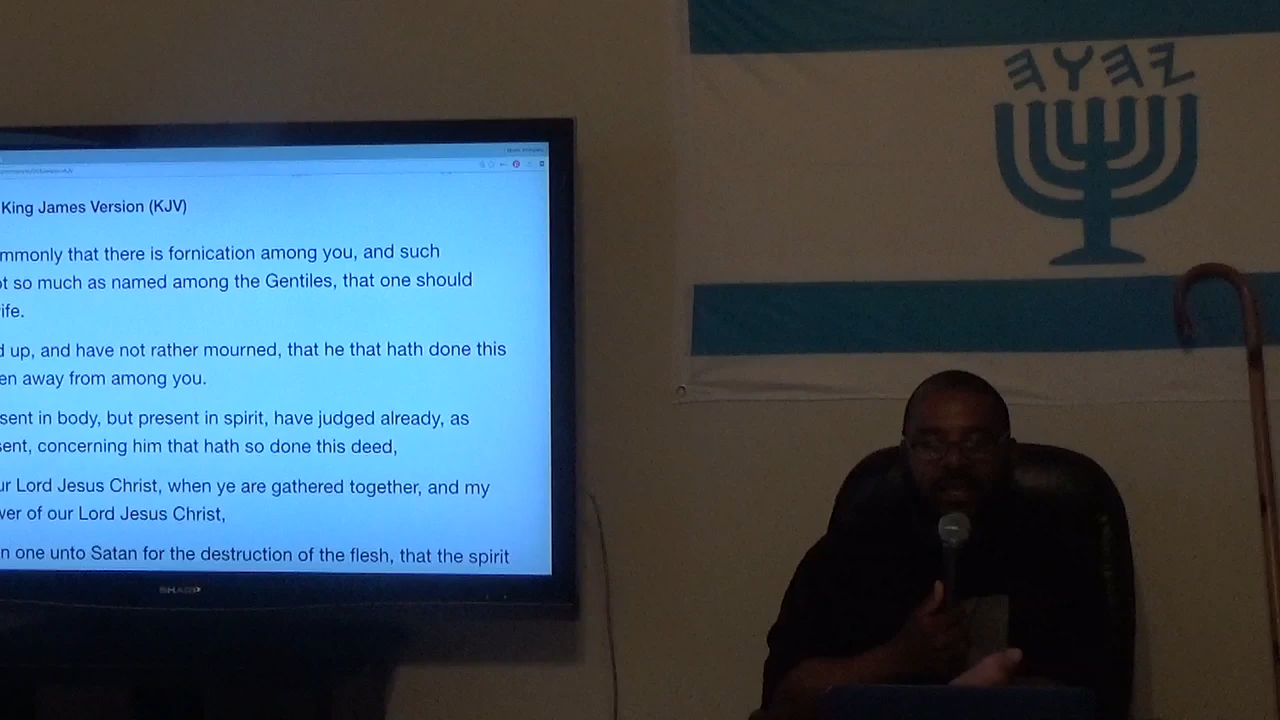 King James Version (KJV)
mmonly that there is fornication among you, and such
ot so much as named among the Gentiles, that one should
ife.
d up, and have not rather mourned, that he that hath done this
en away from among you.
sent in body, but present in spirit, have judged already, as
sent, concerning him that hath so done this deed,
ur Lord Jesus Christ, when ye are gathered together, and my
wer of our Lord Jesus Christ,
n one unto Satan for the destruction of the flesh, that the spirit
SHARP
𐤄𐤅𐤄𐤉